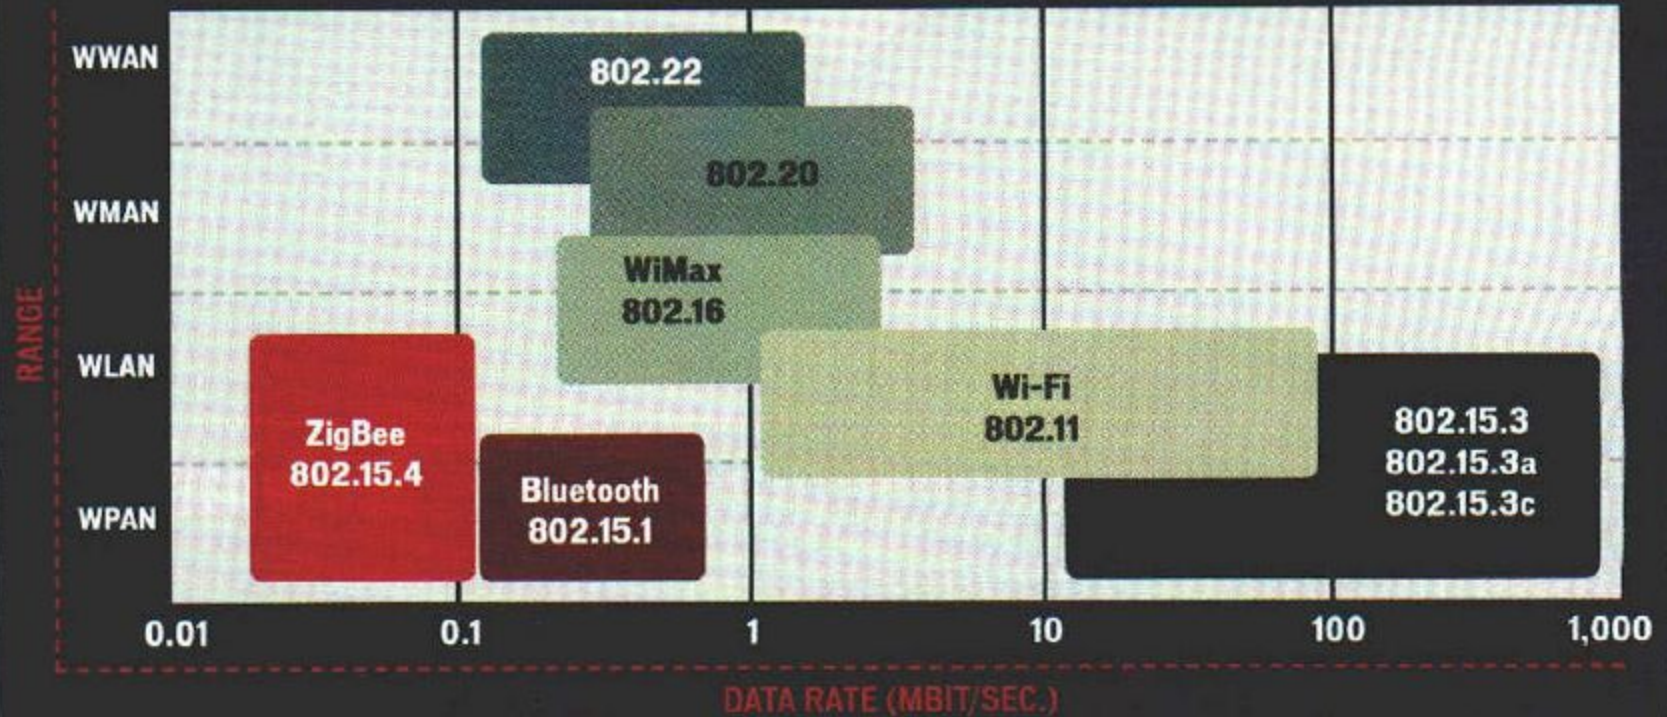 WWAN
802.22
802.20
WMAN
WiMax
802.16
RANGE
WLAN
Wi-Fi
802.11
802.15.3
802.15.3a
802.15.3c
ZigBee
802.15.4
Bluetooth
802.15.1
WPAN
0.01 0.1 1 10 100 1,000
DATA RATE (MBIT/SEC.)